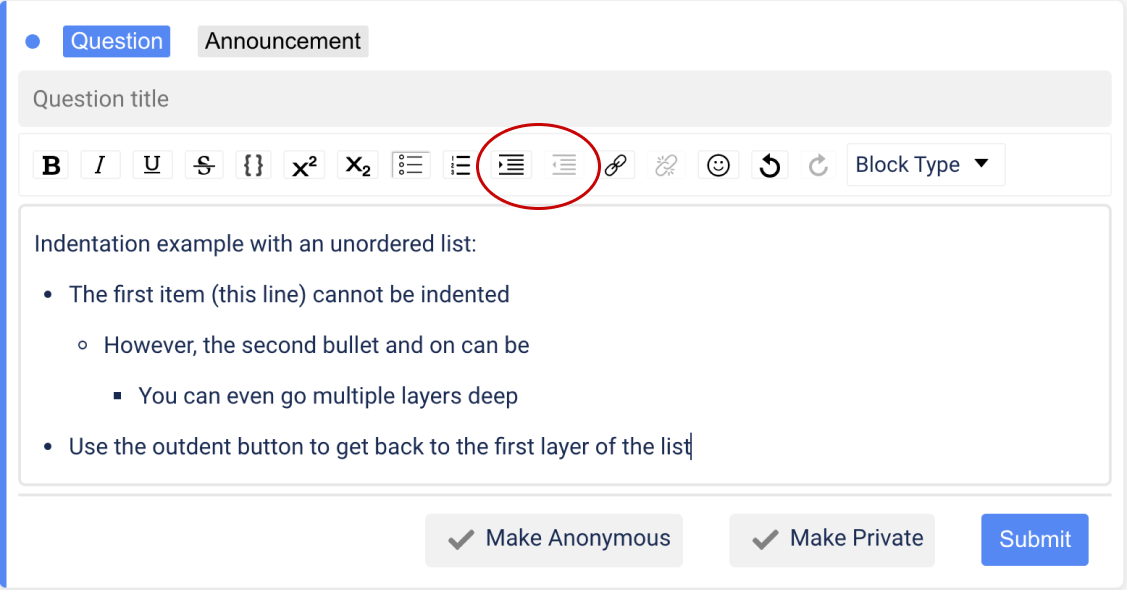 Question Announcement
Question title
B I U S {} X² X₂ Block Type
Indentation example with an unordered list:
• The first item (this line) cannot be indented
◦ However, the second bullet and on can be
▪ You can even go multiple layers deep
• Use the outdent button to get back to the first layer of the list
Make Anonymous Make Private Submit